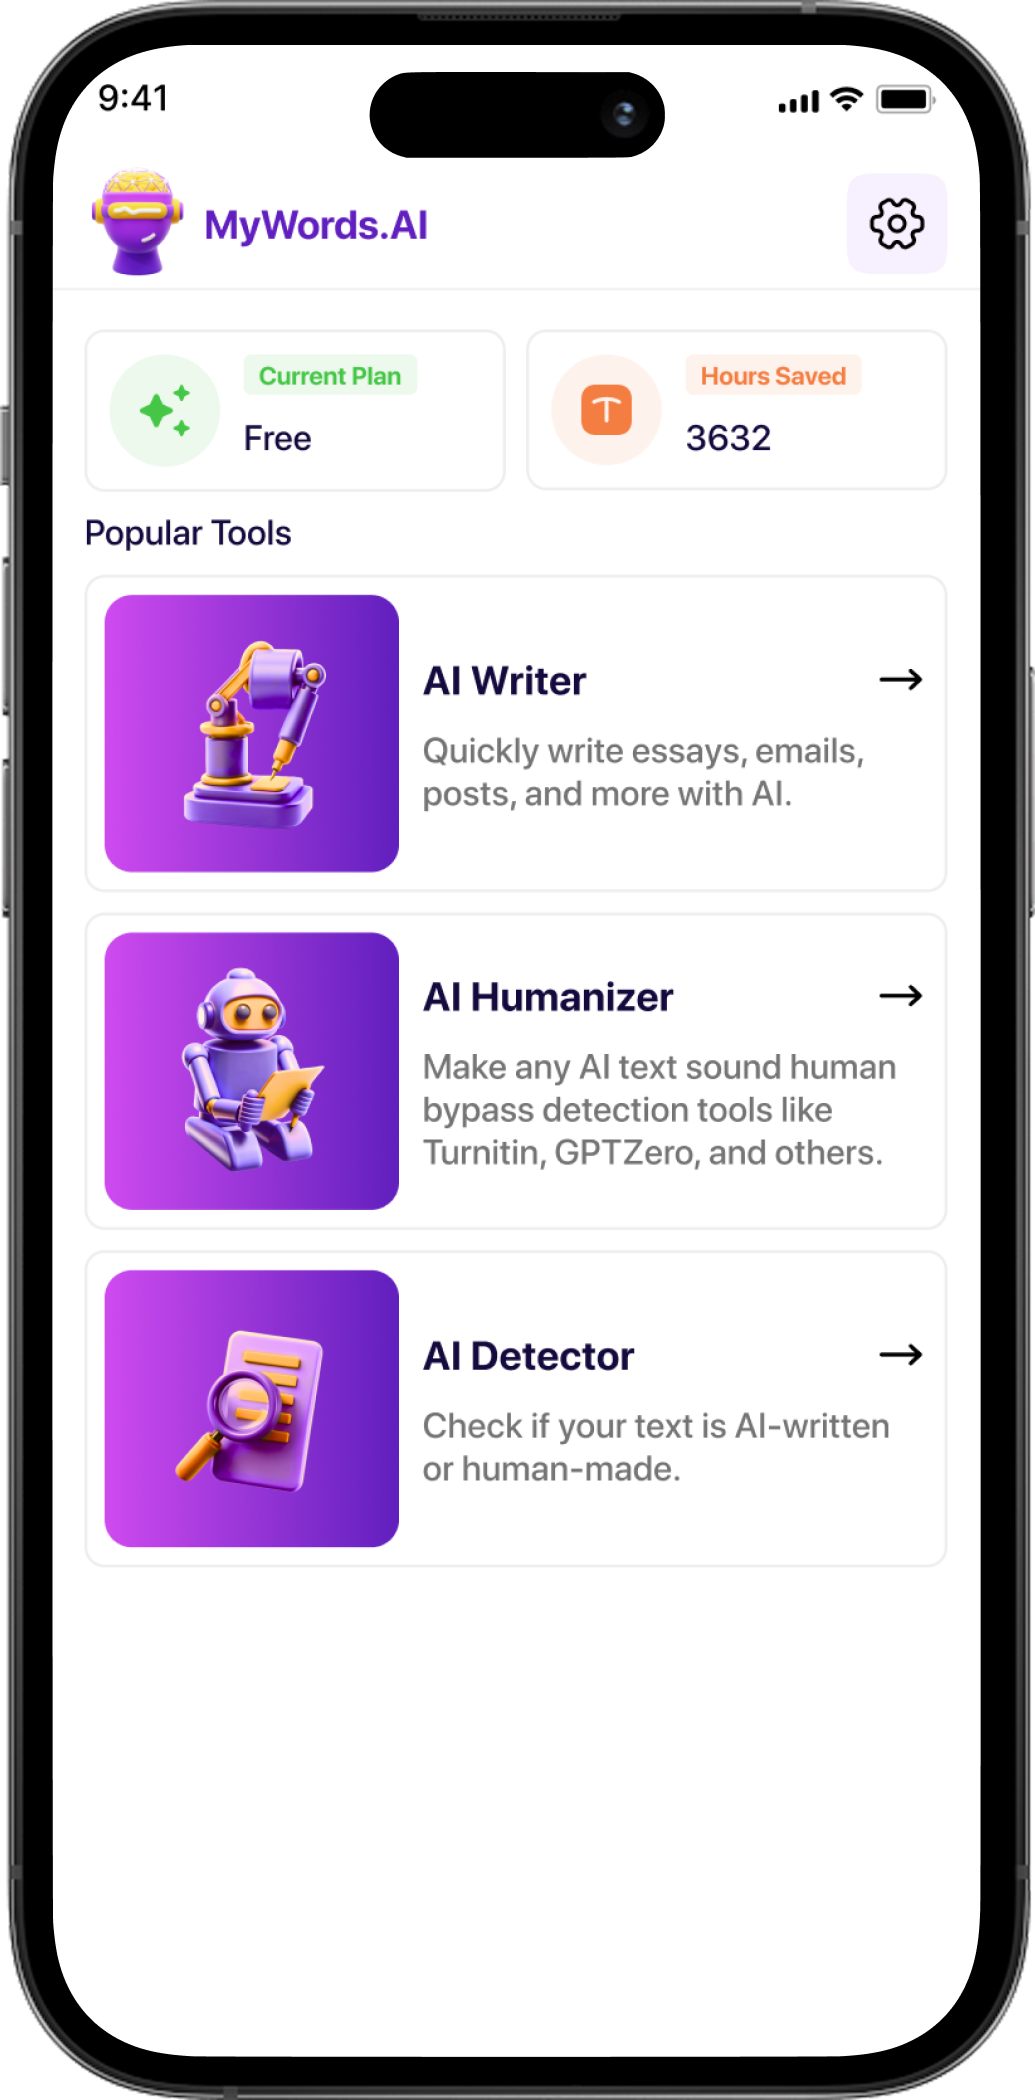 9:41
MyWords.AI
Current Plan
Free
Hours Saved
3632
Popular Tools
AI Writer
Quickly write essays, emails,
posts, and more with AI.
AI Humanizer
Make any AI text sound human
bypass detection tools like
Turnitin, GPTZero, and others.
AI Detector
Check if your text is AI-written
or human-made.